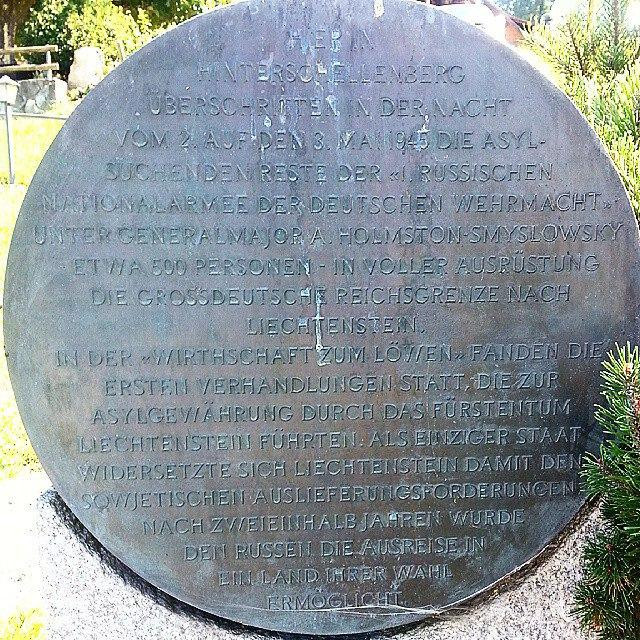 HIER IN
HINTERSCHELLENBERG
ÜBERSCHRITTEN IN DER NACHT
VOM 2. AUF DEN 3. MAI 1945 DIE ASYL-
SUCHENDEN RESTE DER «1. RUSSISCHEN
NATIONALARMEE DER DEUTSCHEN WEHRMACHT»
UNTER GENERALMAJOR A. HOLMSTON-SMYSLOWSKY
- ETWA 500 PERSONEN - IN VOLLER AUSRÜSTUNG
DIE GROSSDEUTSCHE REICHSGRENZE NACH
LIECHTENSTEIN.
IN DER «WIRTHSCHAFT ZUM LÖWEN» FANDEN DIE
ERSTEN VERHANDLUNGEN STATT, DIE ZUR
ASYLGEWÄHRUNG DURCH DAS FÜRSTENTUM
LIECHTENSTEIN FÜHRTEN. ALS EINZIGER STAAT
WIDERSETZTE SICH LIECHTENSTEIN DAMIT DEN
SOWJETISCHEN AUSLIEFERUNGSFORDERUNGEN.
NACH ZWEIEINHALB JAHREN WURDE
DEN RUSSEN DIE AUSREISE IN
EIN LAND IHRER WAHL
ERMÖGLICHT.